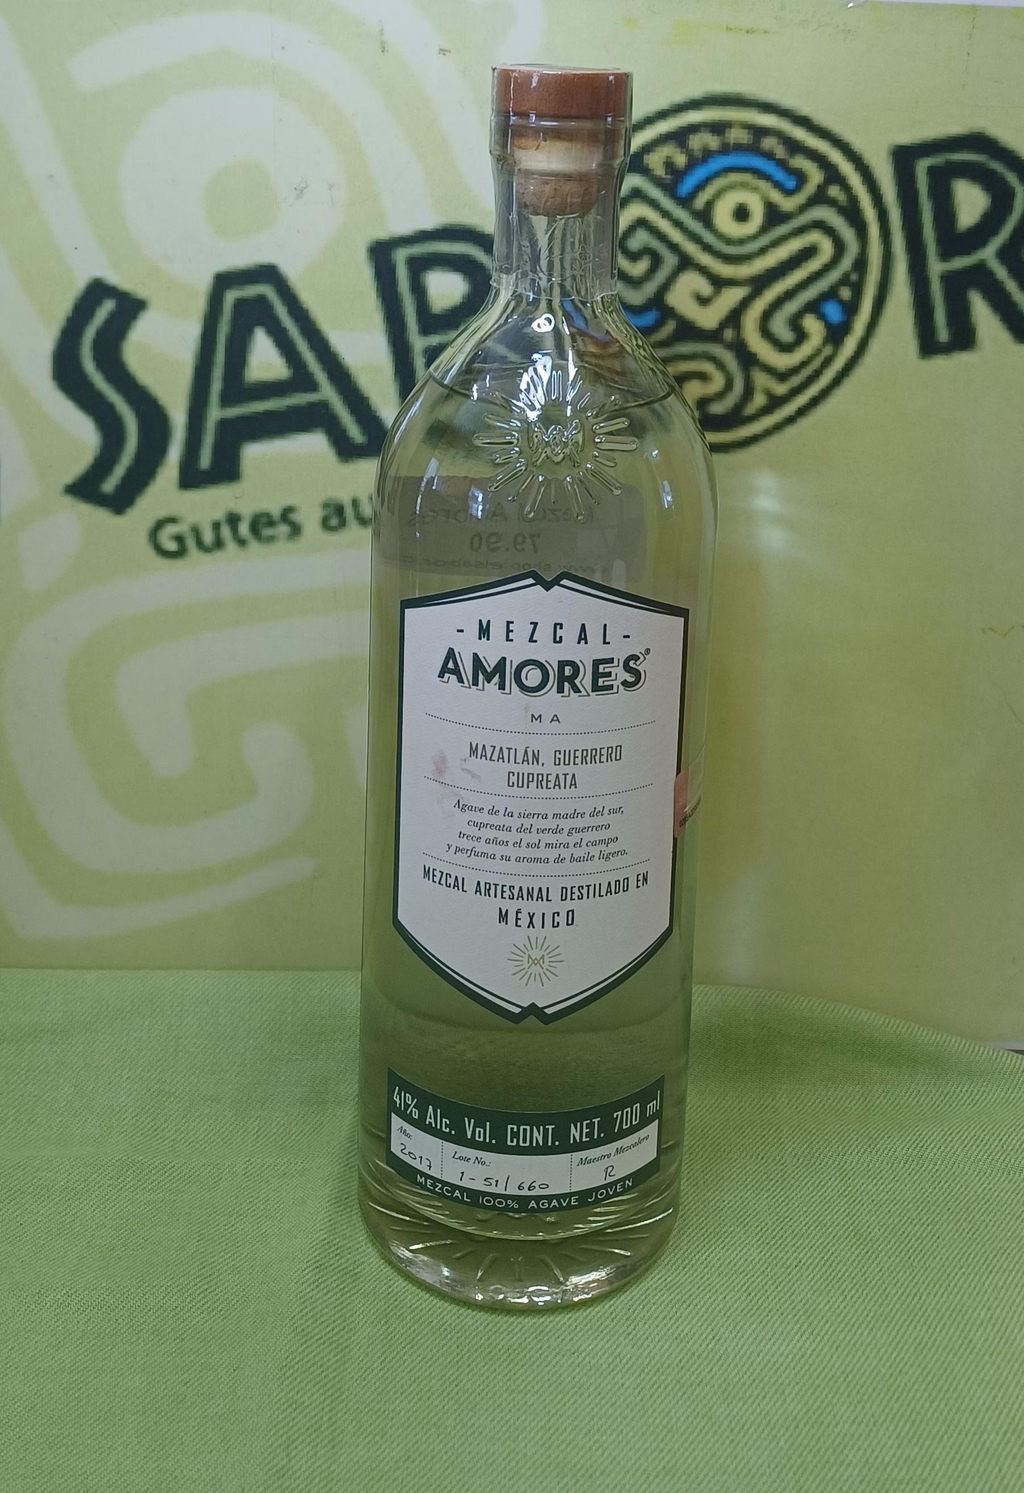 SAB R
Gutes au
Mezcal Amores
79.90
- MEZCAL -
AMORES®
MA
MAZATLÁN, GUERRERO
CUPREATA
Agave de la sierra madre del sur,
cupreata del verde guerrero
trece años el sol mira el campo
y perfuma su aroma de baile ligero.
MEZCAL ARTESANAL DESTILADO EN
MÉXICO
41% Alc. Vol. CONT. NET. 700 ml
Año: Lote No.: Maestro Mezcalero
2017 1-51/660 R
MEZCAL 100% AGAVE JOVEN